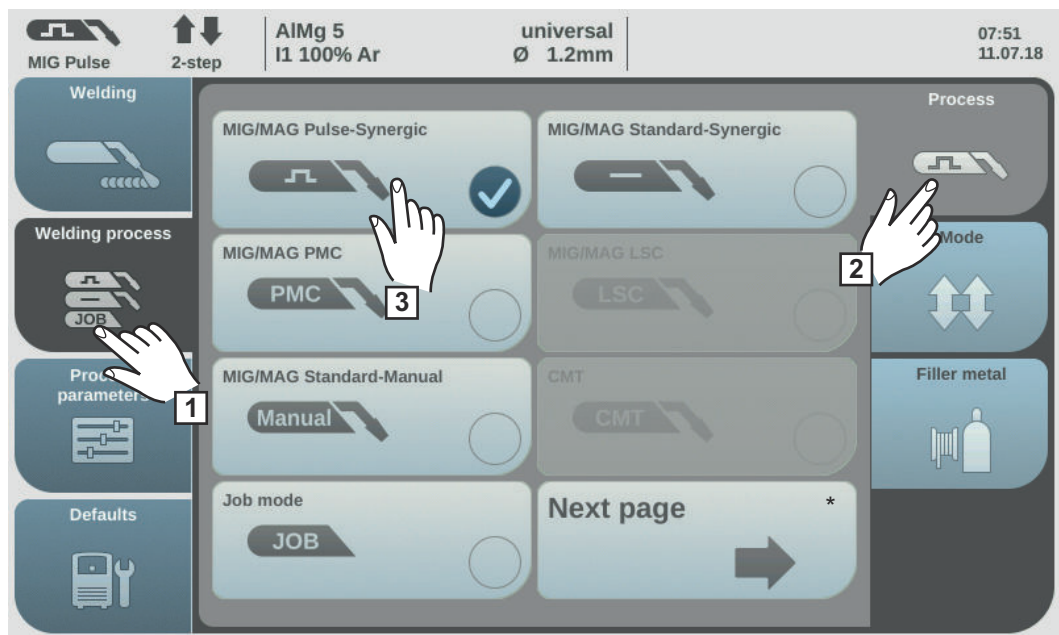 MIG Pulse
2-step
AlMg 5
I1 100% Ar
universal
Ø 1.2mm
07:51
11.07.18
Welding
Welding process
JOB
1
parameters
Defaults
MIG/MAG Pulse-Synergic
MIG/MAG Standard-Synergic
3
MIG/MAG PMC
PMC
MIG/MAG LSC
LSC
MIG/MAG Standard-Manual
Manual
CMT
CMT
Job mode
JOB
Next page *
Process
2
Mode
Filler metal